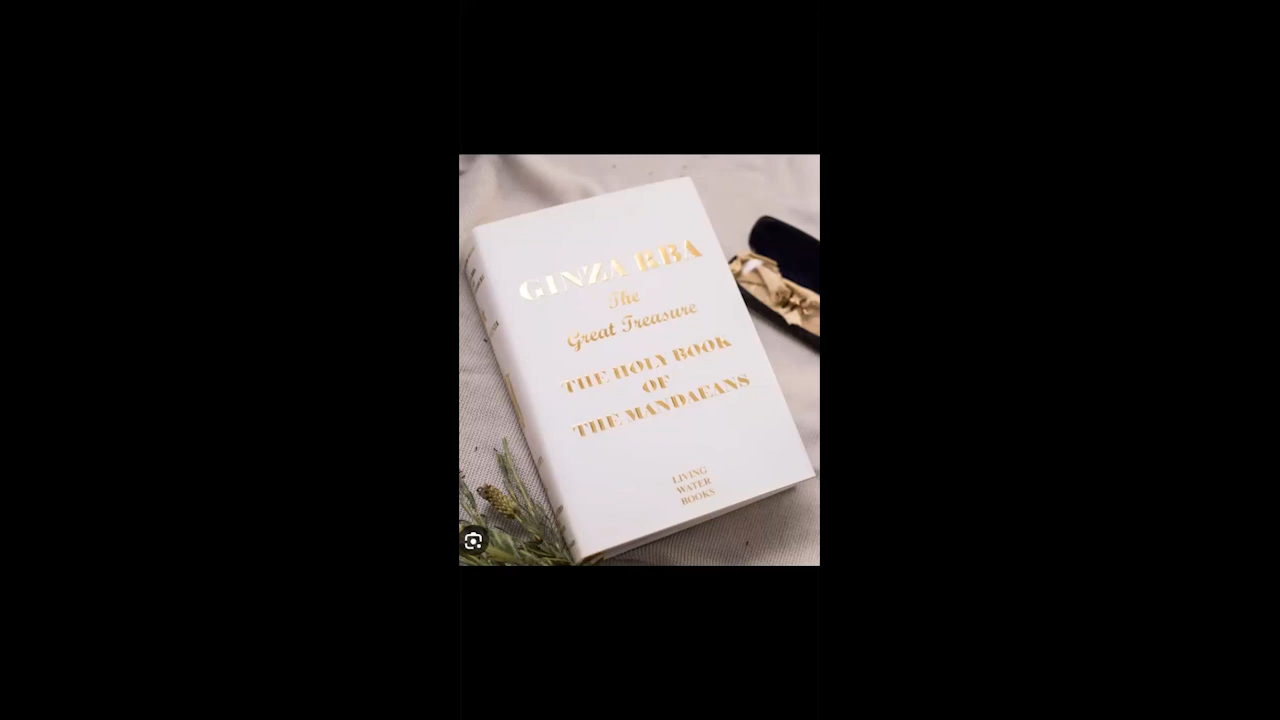 GINZA RBA
The
Great Treasure
THE HOLY BOOK
OF
THE MANDAEANS
LIVING
WATER
BOOKS